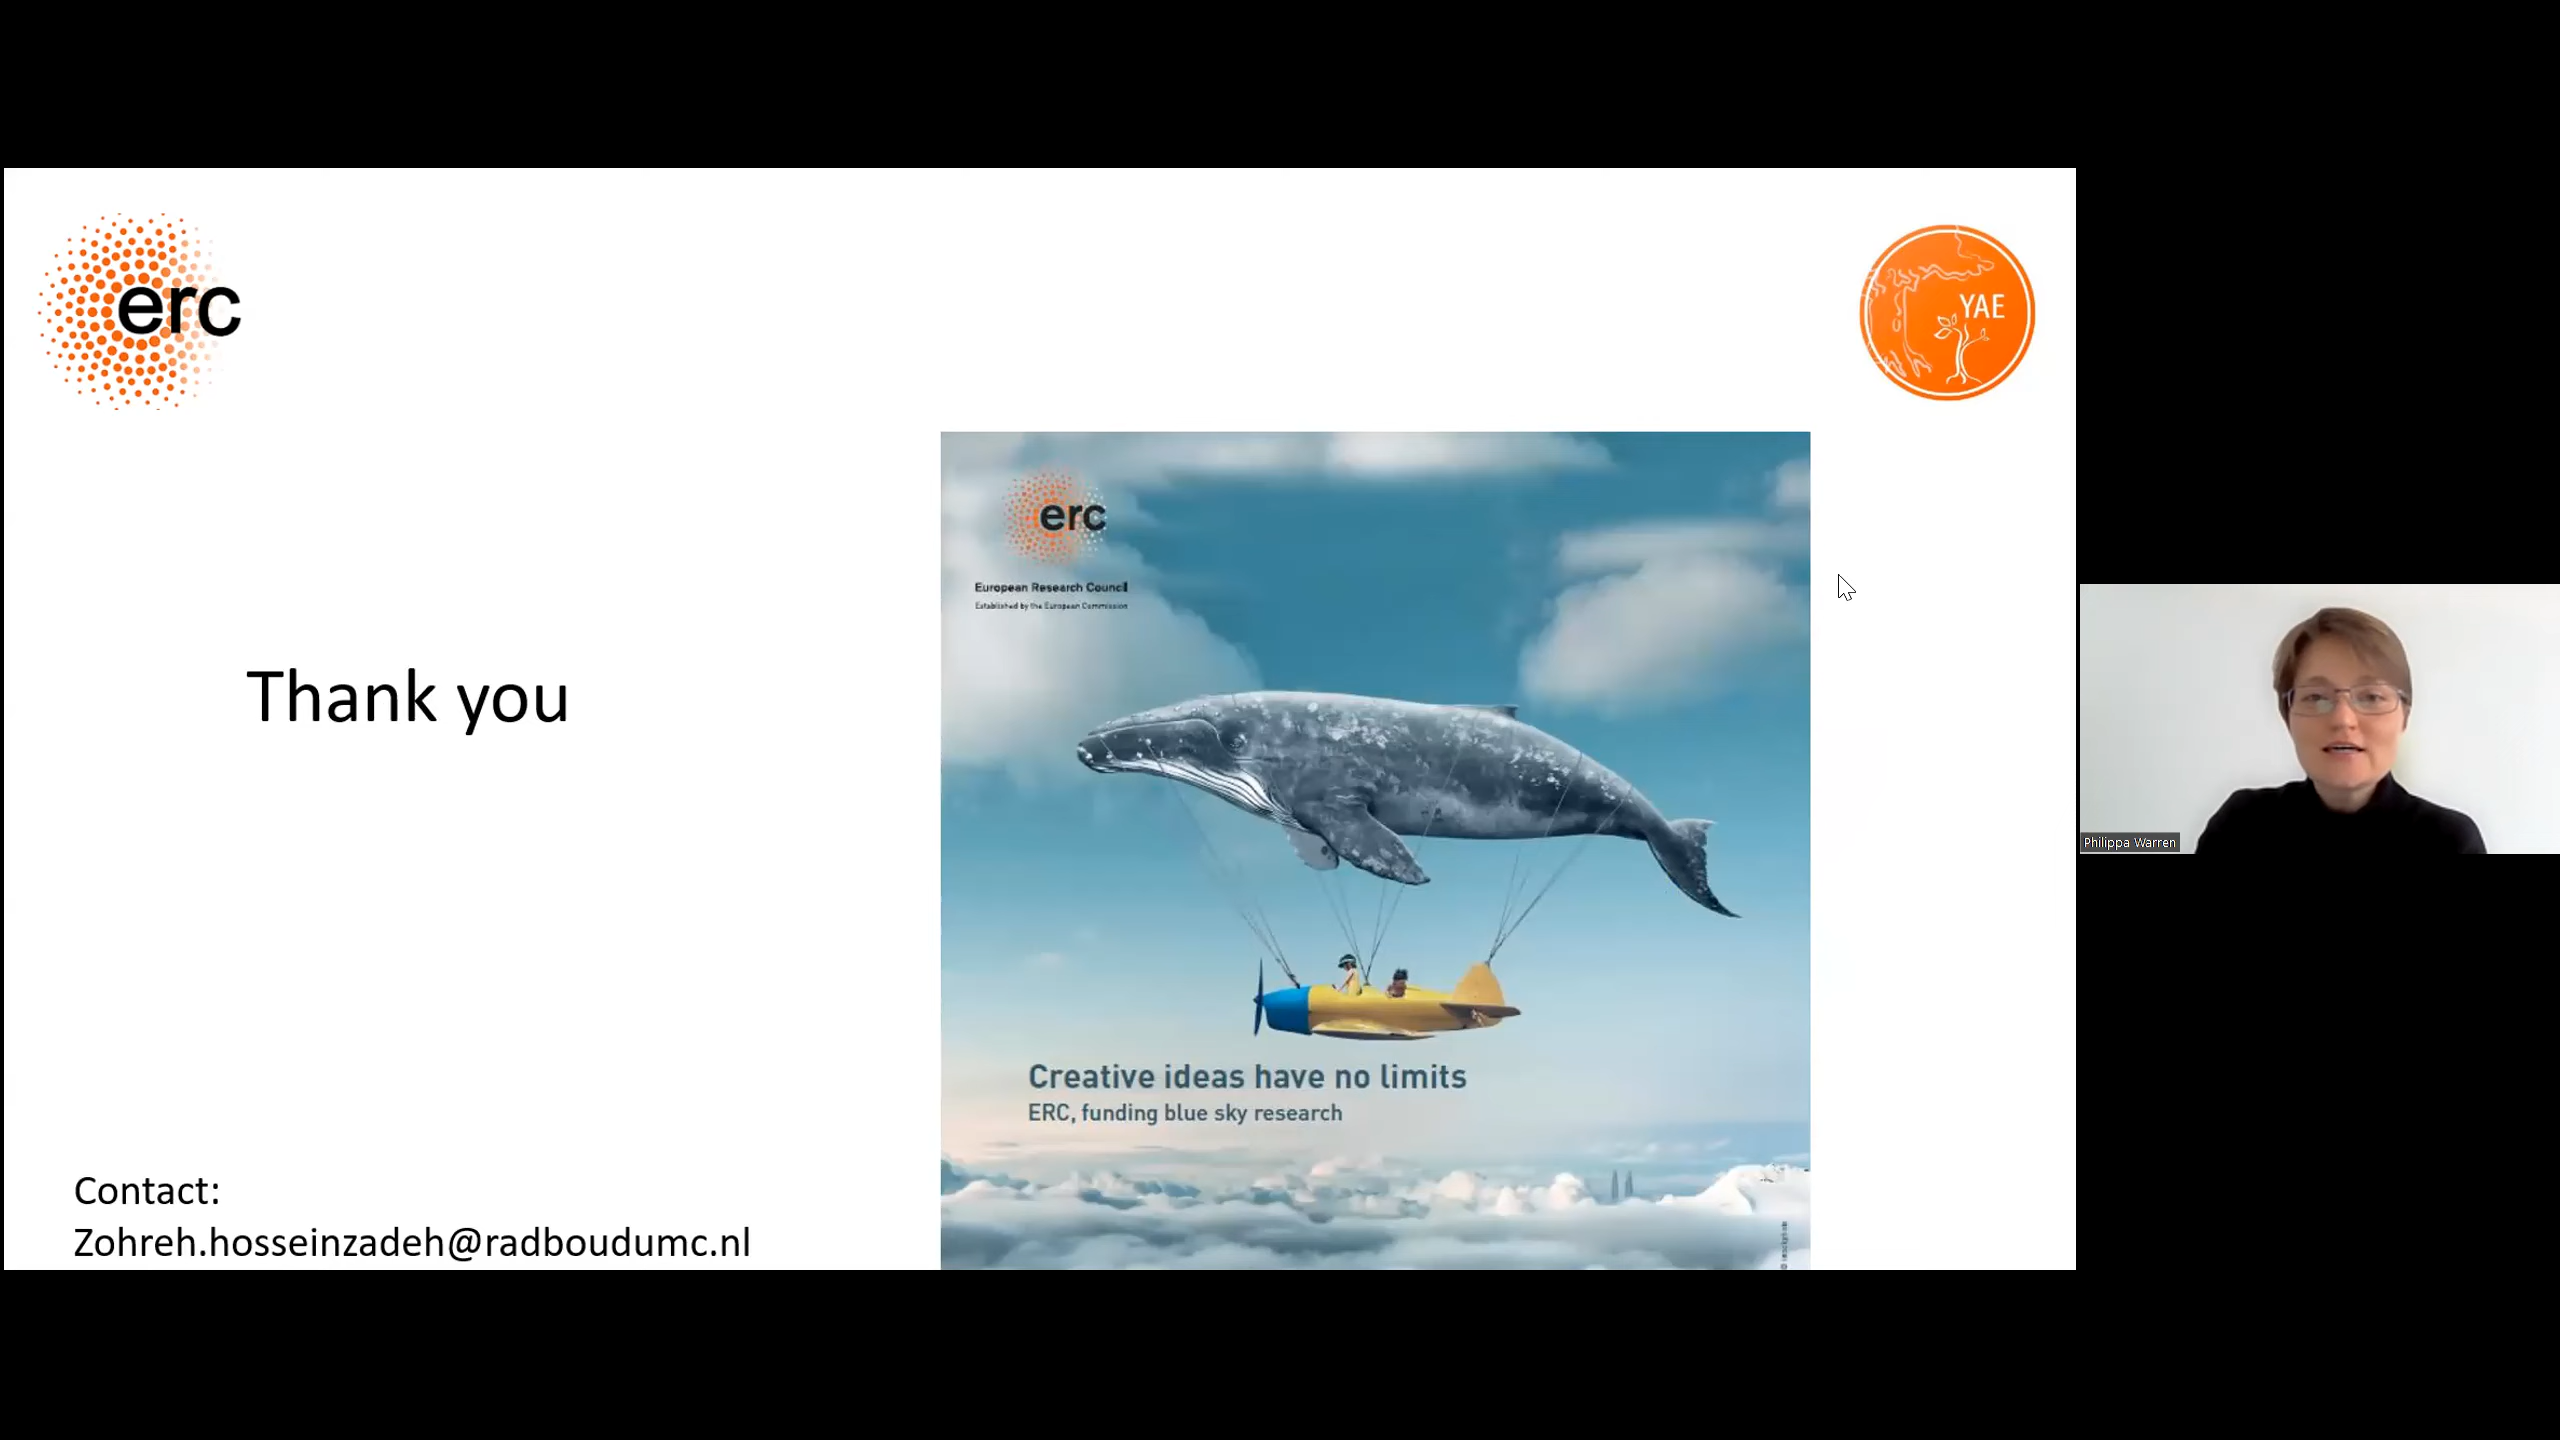 erc
YAE
erc
European Research Council
Established by the European Commission
Thank you
Creative ideas have no limits
ERC, funding blue sky research
Contact:
Zohreh.hosseinzadeh@radboudumc.nl
Philippa Warren